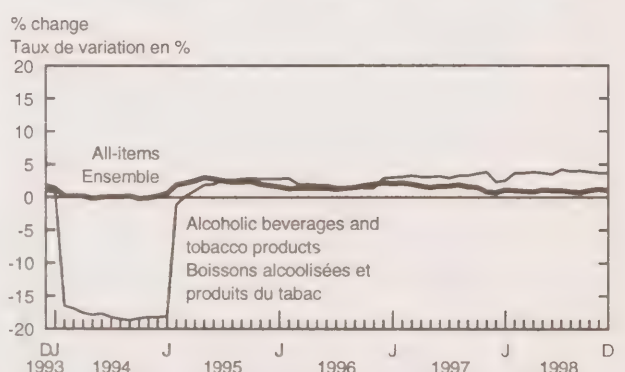 % change
Taux de variation en %
20
15
10
5
0
-5
-10
-15
-20
All-items
Ensemble
Alcoholic beverages and
tobacco products
Boissons alcoolisées et
produits du tabac
DJ J J J J D
1993 1994 1995 1996 1997 1998